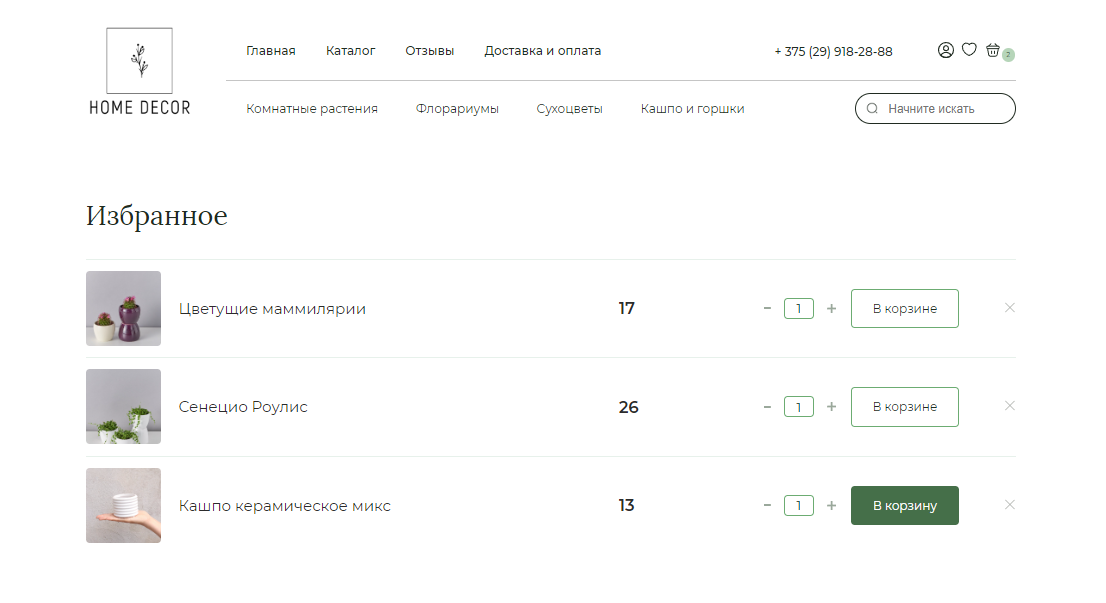 Главная Каталог Отзывы Доставка и оплата + 375 (29) 918-28-88 2
HOME DECOR
Комнатные растения Флорариумы Сухоцветы Кашпо и горшки Начните искать
Избранное
Цветущие маммилярии 17 − 1 + В корзине ×
Сенецио Роулис 26 − 1 + В корзине ×
Кашпо керамическое микс 13 − 1 + В корзину ×